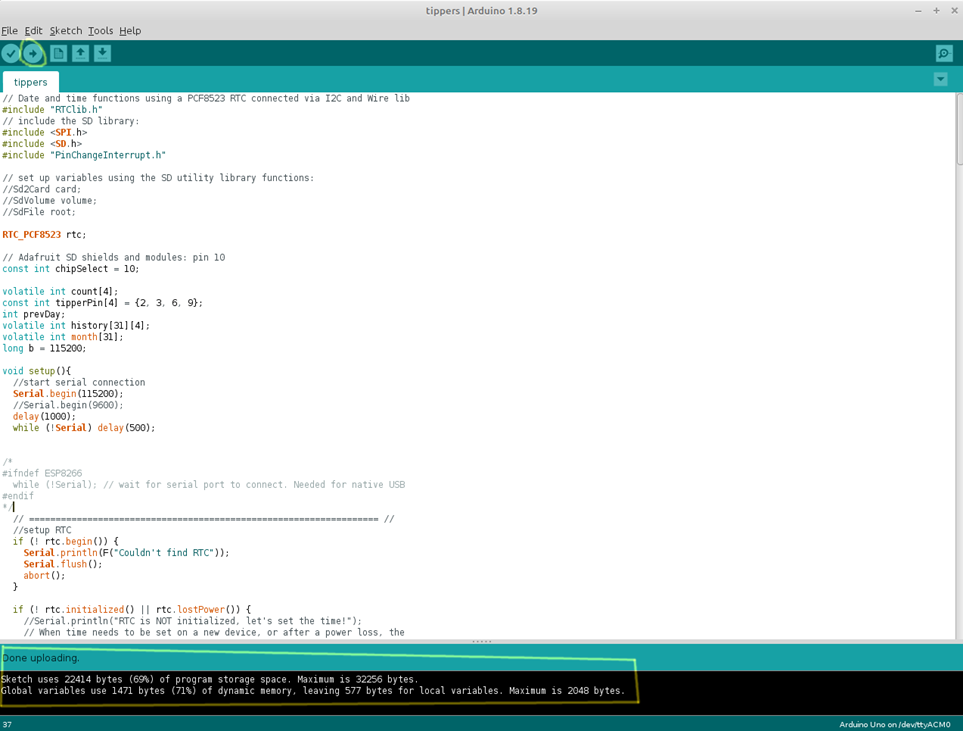 tippers | Arduino 1.8.19
File Edit Sketch Tools Help
tippers
// Date and time functions using a PCF8523 RTC connected via I2C and Wire lib
#include "RTClib.h"
// include the SD library:
#include <SPI.h>
#include <SD.h>
#include "PinChangeInterrupt.h"
// set up variables using the SD utility library functions:
//Sd2Card card;
//SdVolume volume;
//SdFile root;
RTC_PCF8523 rtc;
// Adafruit SD shields and modules: pin 10
const int chipSelect = 10;
volatile int count[4];
const int tipperPin[4] = {2, 3, 6, 9};
int prevDay;
volatile int history[31][4];
volatile int month[31];
long b = 115200;
void setup(){
  //start serial connection
  Serial.begin(115200);
  //Serial.begin(9600);
  delay(1000);
  while (!Serial) delay(500);
/*
#ifndef ESP8266
  while (!Serial); // wait for serial port to connect. Needed for native USB
#endif
*/
  // ================================================================== //
  //setup RTC
  if (! rtc.begin()) {
    Serial.println(F("Couldn't find RTC"));
    Serial.flush();
    abort();
  }
  if (! rtc.initialized() || rtc.lostPower()) {
    //Serial.println("RTC is NOT initialized, let's set the time!");
    // When time needs to be set on a new device, or after a power loss, the
Done uploading.
Sketch uses 22414 bytes (69%) of program storage space. Maximum is 32256 bytes.
Global variables use 1471 bytes (71%) of dynamic memory, leaving 577 bytes for local variables. Maximum is 2048 bytes.
37 Arduino Uno on /dev/ttyACM0